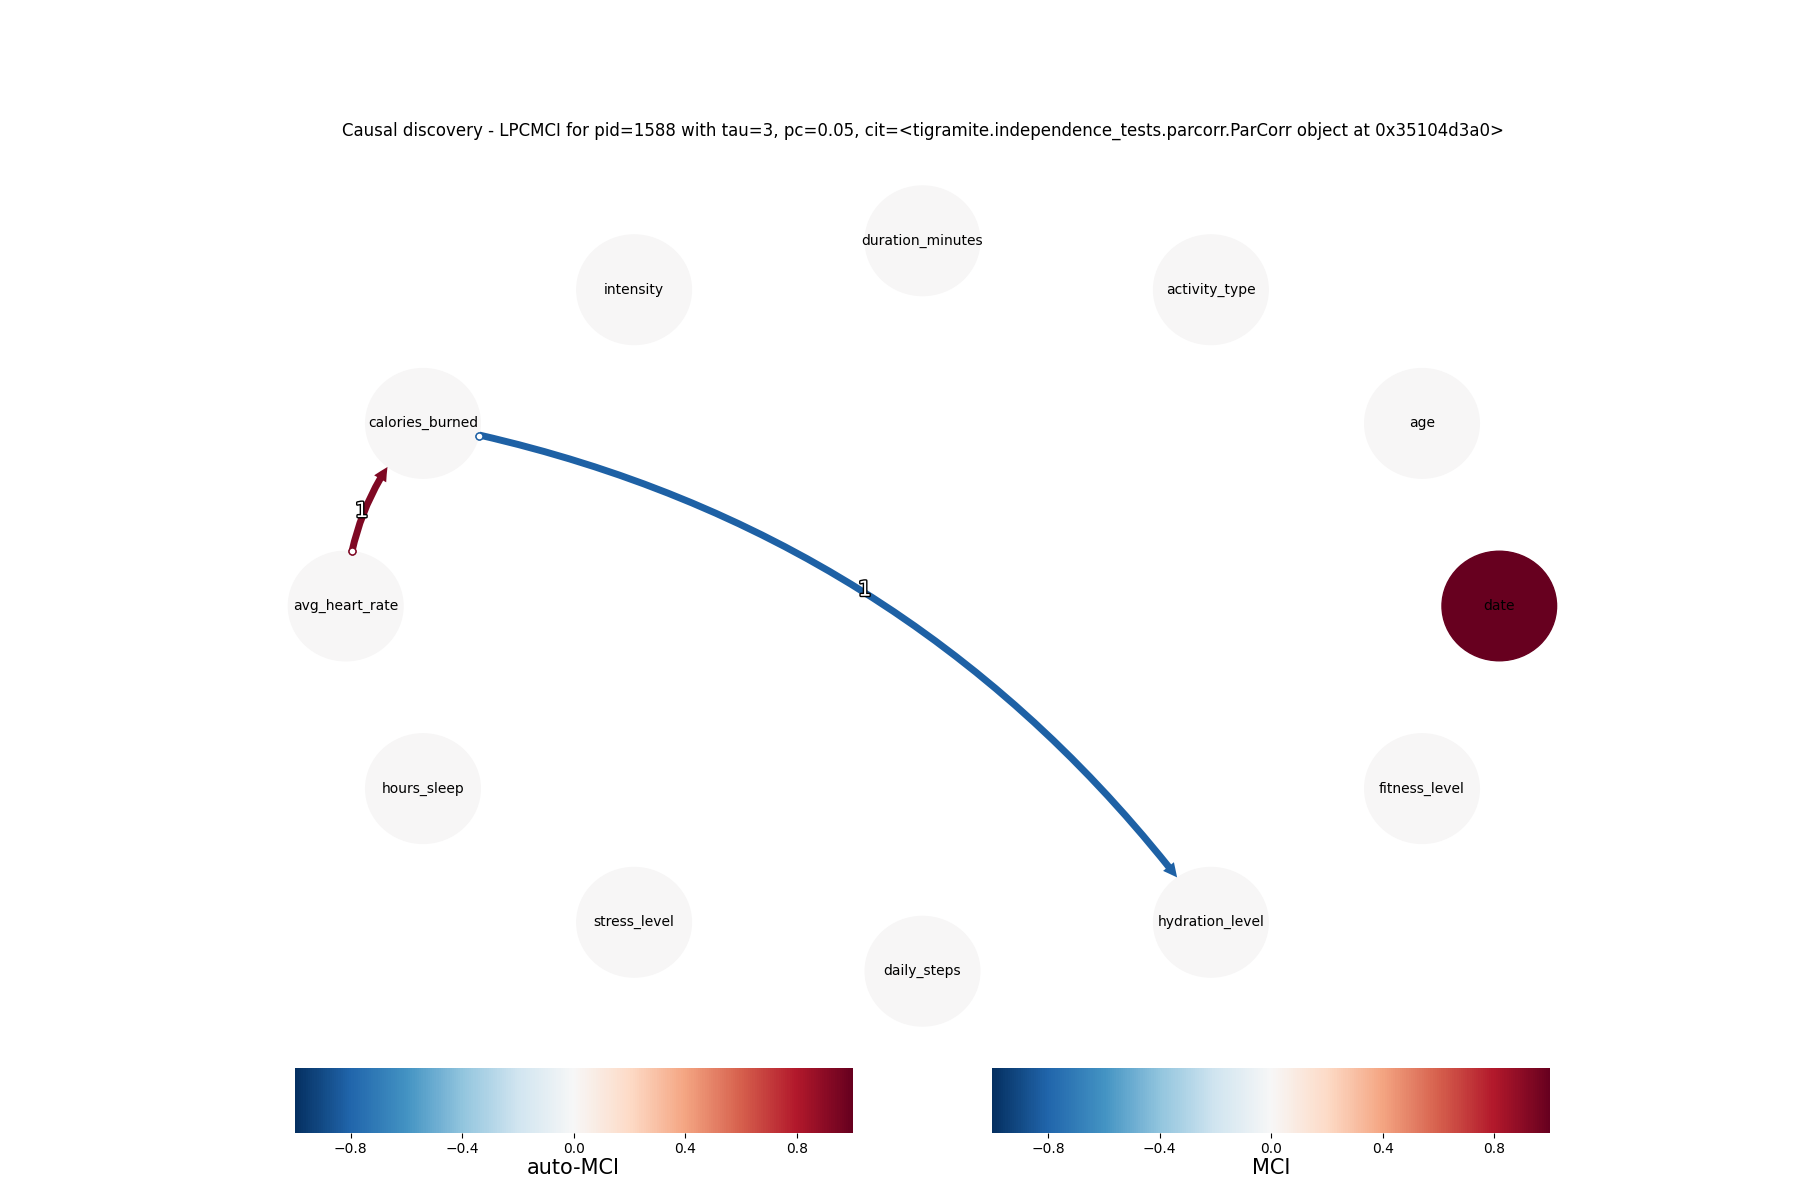 Causal discovery - LPCMCI for pid=1588 with tau=3, pc=0.05, cit=<tigramite.independence_tests.parcorr.ParCorr object at 0x35104d3a0>
duration_minutes
intensity
activity_type
calories_burned
age
1
1
avg_heart_rate
date
hours_sleep
fitness_level
stress_level
hydration_level
daily_steps
−0.8 −0.4 0.0 0.4 0.8
auto-MCI
−0.8 −0.4 0.0 0.4 0.8
MCI